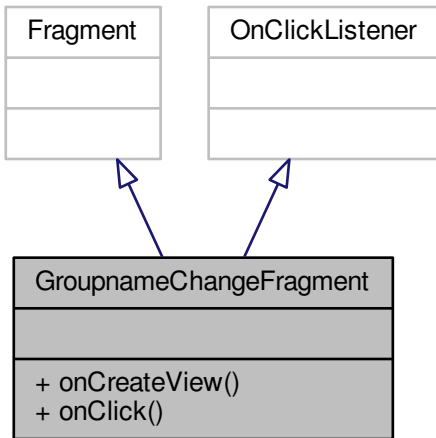 Fragment
OnClickListener
GroupnameChangeFragment
+ onCreateView()
+ onClick()